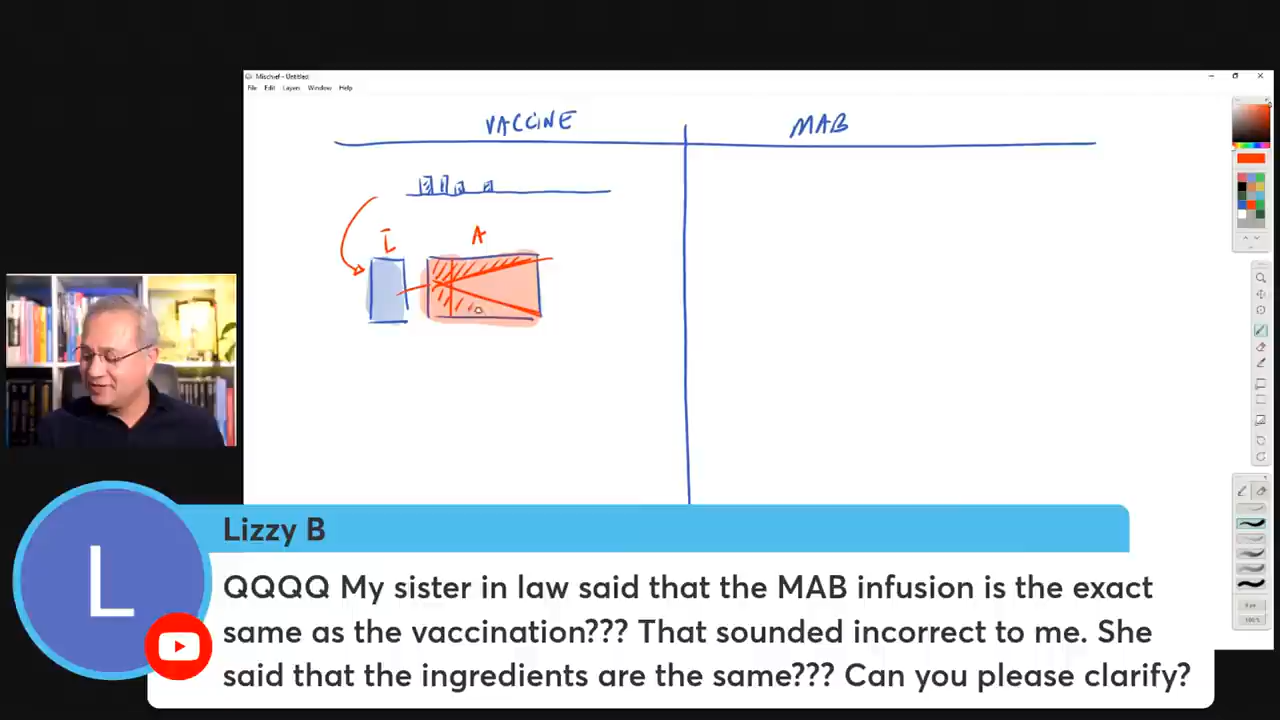 Mischief - Untitled
File Edit Layers Window Help
VACCINE
MAB
I
A
L
Lizzy B
QQQQ My sister in law said that the MAB infusion is the exact
same as the vaccination??? That sounded incorrect to me. She
said that the ingredients are the same??? Can you please clarify?